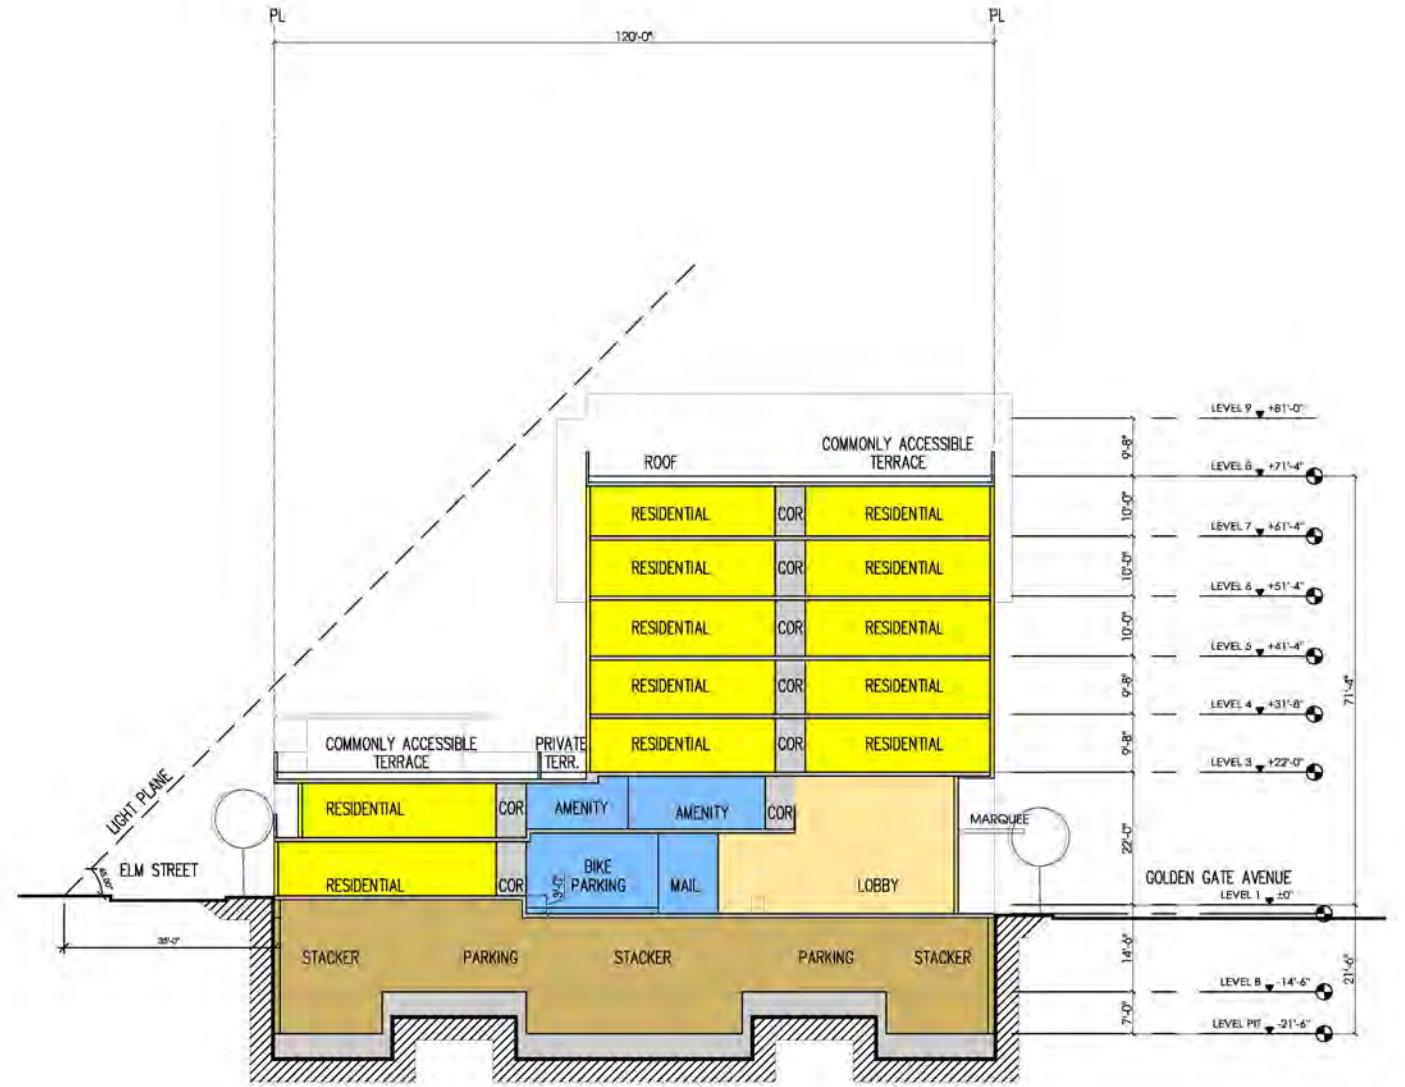 PL PL
120'-0"
LEVEL 9 +81'-0"
COMMONLY ACCESSIBLE
TERRACE
ROOF
9'-8"
LEVEL 8 +71'-4"
RESIDENTIAL COR RESIDENTIAL
10'-0"
LEVEL 7 +61'-4"
RESIDENTIAL COR RESIDENTIAL
10'-0"
LEVEL 6 +51'-4"
RESIDENTIAL COR RESIDENTIAL
10'-0"
LEVEL 5 +41'-4"
RESIDENTIAL COR RESIDENTIAL
9'-8"
71'-4"
LEVEL 4 +31'-8"
COMMONLY ACCESSIBLE
TERRACE
PRIVATE
TERR.
RESIDENTIAL COR RESIDENTIAL
9'-8"
LEVEL 3 +22'-0"
LIGHT PLANE
RESIDENTIAL COR AMENITY AMENITY COR
MARQUEE
22'-0"
45.00°
ELM STREET
RESIDENTIAL COR
3'-0"
BIKE
PARKING
MAIL
LOBBY
GOLDEN GATE AVENUE
LEVEL 1 ±0"
35'-0"
STACKER PARKING STACKER PARKING STACKER
14'-6"
21'-6"
LEVEL B -14'-6"
7'-0"
LEVEL PIT -21'-6"